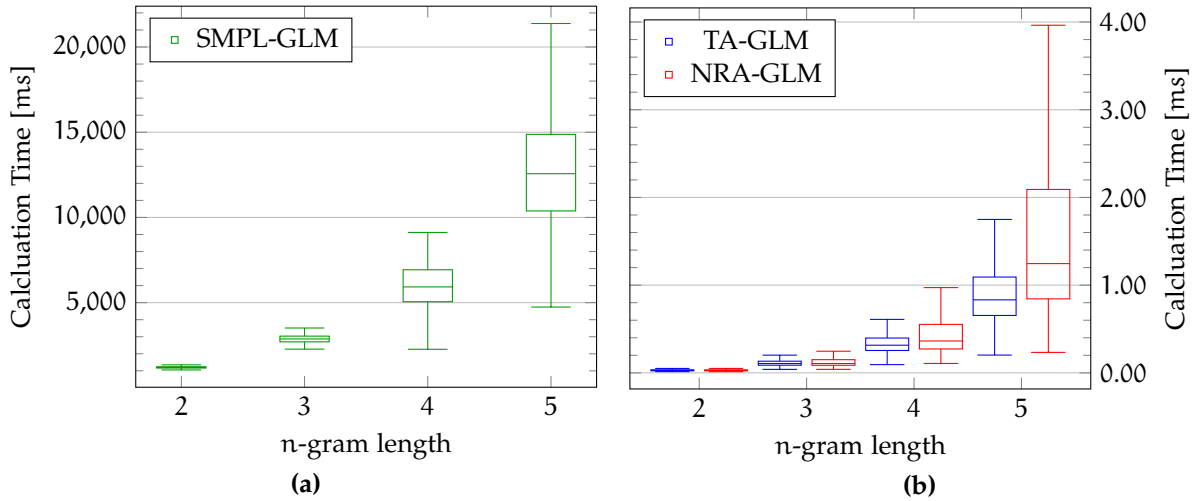 SMPL-GLM
20,000
15,000
10,000
5,000
Calcluation Time [ms]
2
3
4
5
n-gram length
(a)
TA-GLM
NRA-GLM
4.00
3.00
2.00
1.00
0.00
Calcluation Time [ms]
2
3
4
5
n-gram length
(b)